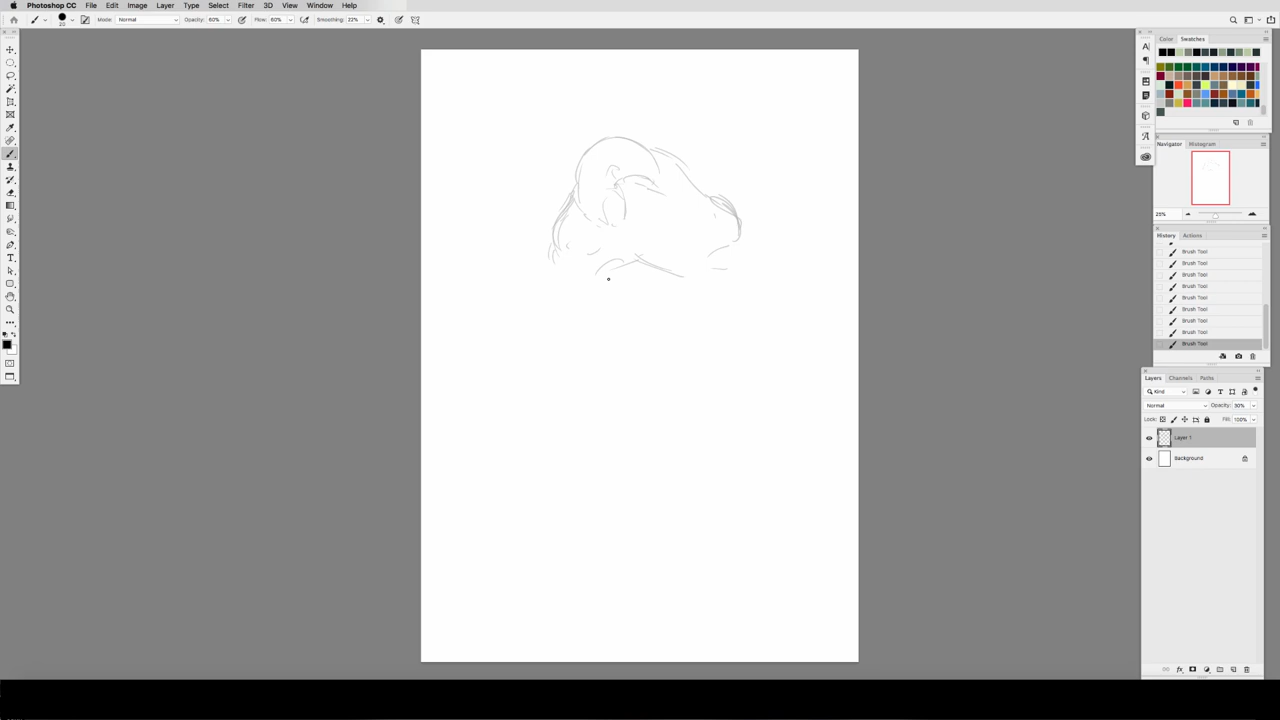 Photoshop CC File Edit Image Layer Type Select Filter 3D View Window Help
20 Mode: Normal Opacity: 60% Flow: 60% Smoothing: 22%
Color Swatches
Navigator Histogram
25%
History Actions
Brush Tool
Brush Tool
Brush Tool
Brush Tool
Brush Tool
Brush Tool
Brush Tool
Brush Tool
Brush Tool
Layers Channels Paths
Kind
Normal Opacity: 30%
Lock: Fill: 100%
Layer 1
Background